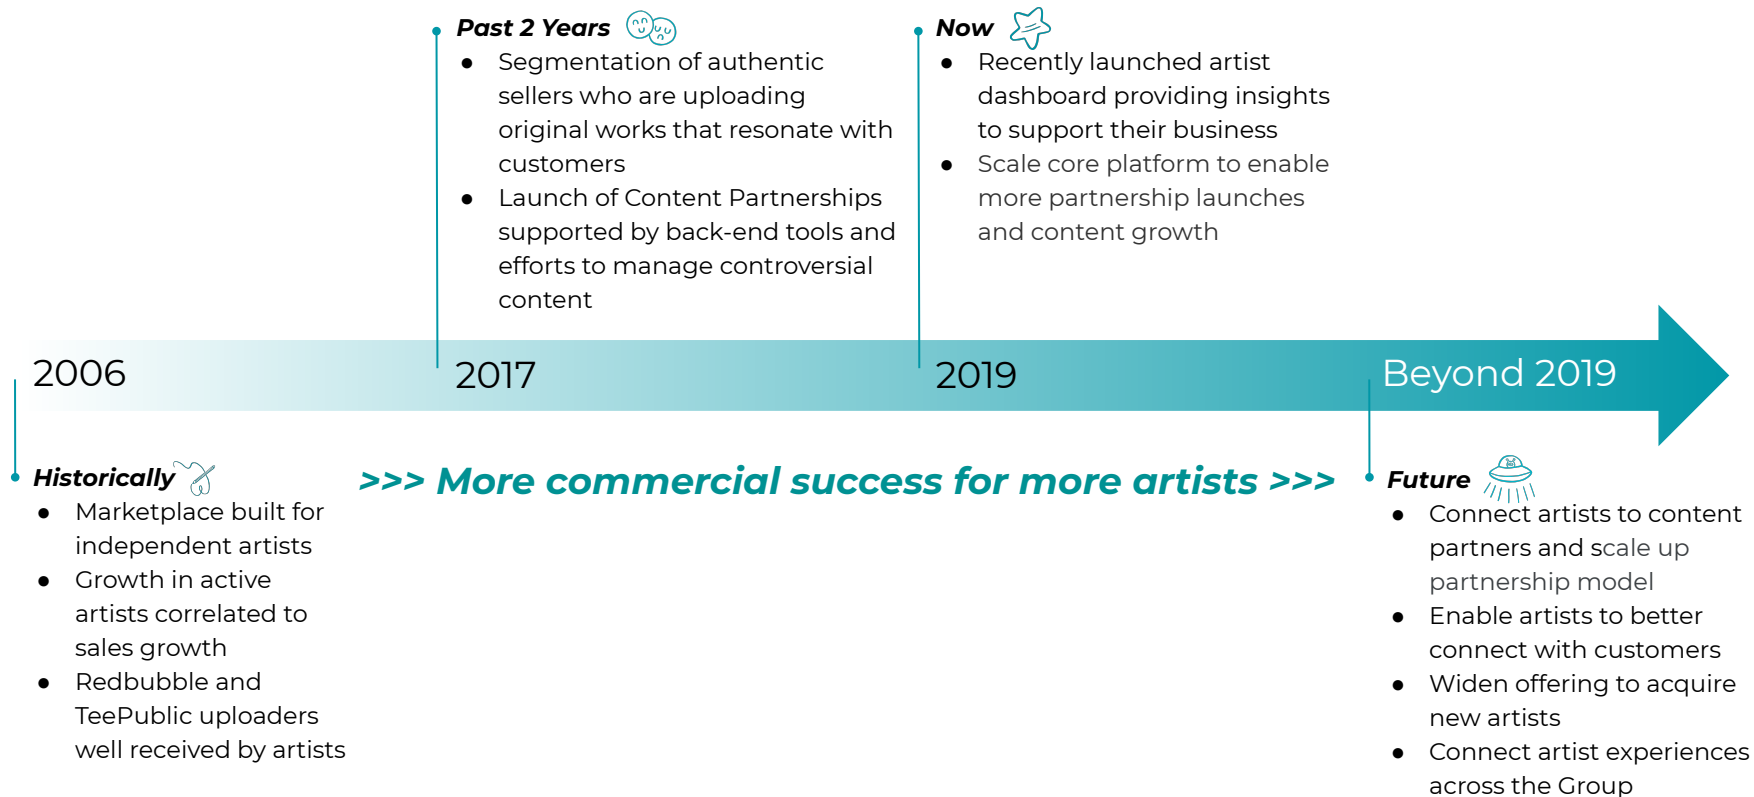 Past 2 Years
● Segmentation of authentic
sellers who are uploading
original works that resonate with
customers
● Launch of Content Partnerships
supported by back-end tools and
efforts to manage controversial
content
Now
● Recently launched artist
dashboard providing insights
to support their business
● Scale core platform to enable
more partnership launches
and content growth
2006
2017
2019
Beyond 2019
Historically
● Marketplace built for
independent artists
● Growth in active
artists correlated to
sales growth
● Redbubble and
TeePublic uploaders
well received by artists
>>> More commercial success for more artists >>>
Future
● Connect artists to content
partners and scale up
partnership model
● Enable artists to better
connect with customers
● Widen offering to acquire
new artists
● Connect artist experiences
across the Group